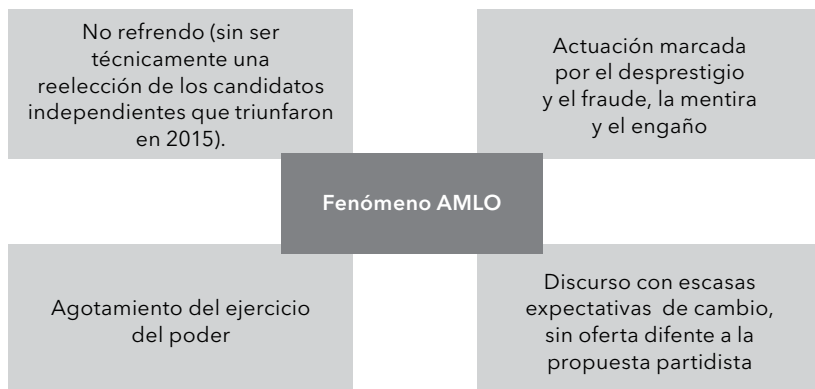 No refrendo (sin ser
técnicamente una
reelección de los candidatos
independientes que triunfaron
en 2015).
Actuación marcada
por el desprestigio
y el fraude, la mentira
y el engaño
Fenómeno AMLO
Agotamiento del ejercicio
del poder
Discurso con escasas
expectativas de cambio,
sin oferta difente a la
propuesta partidista